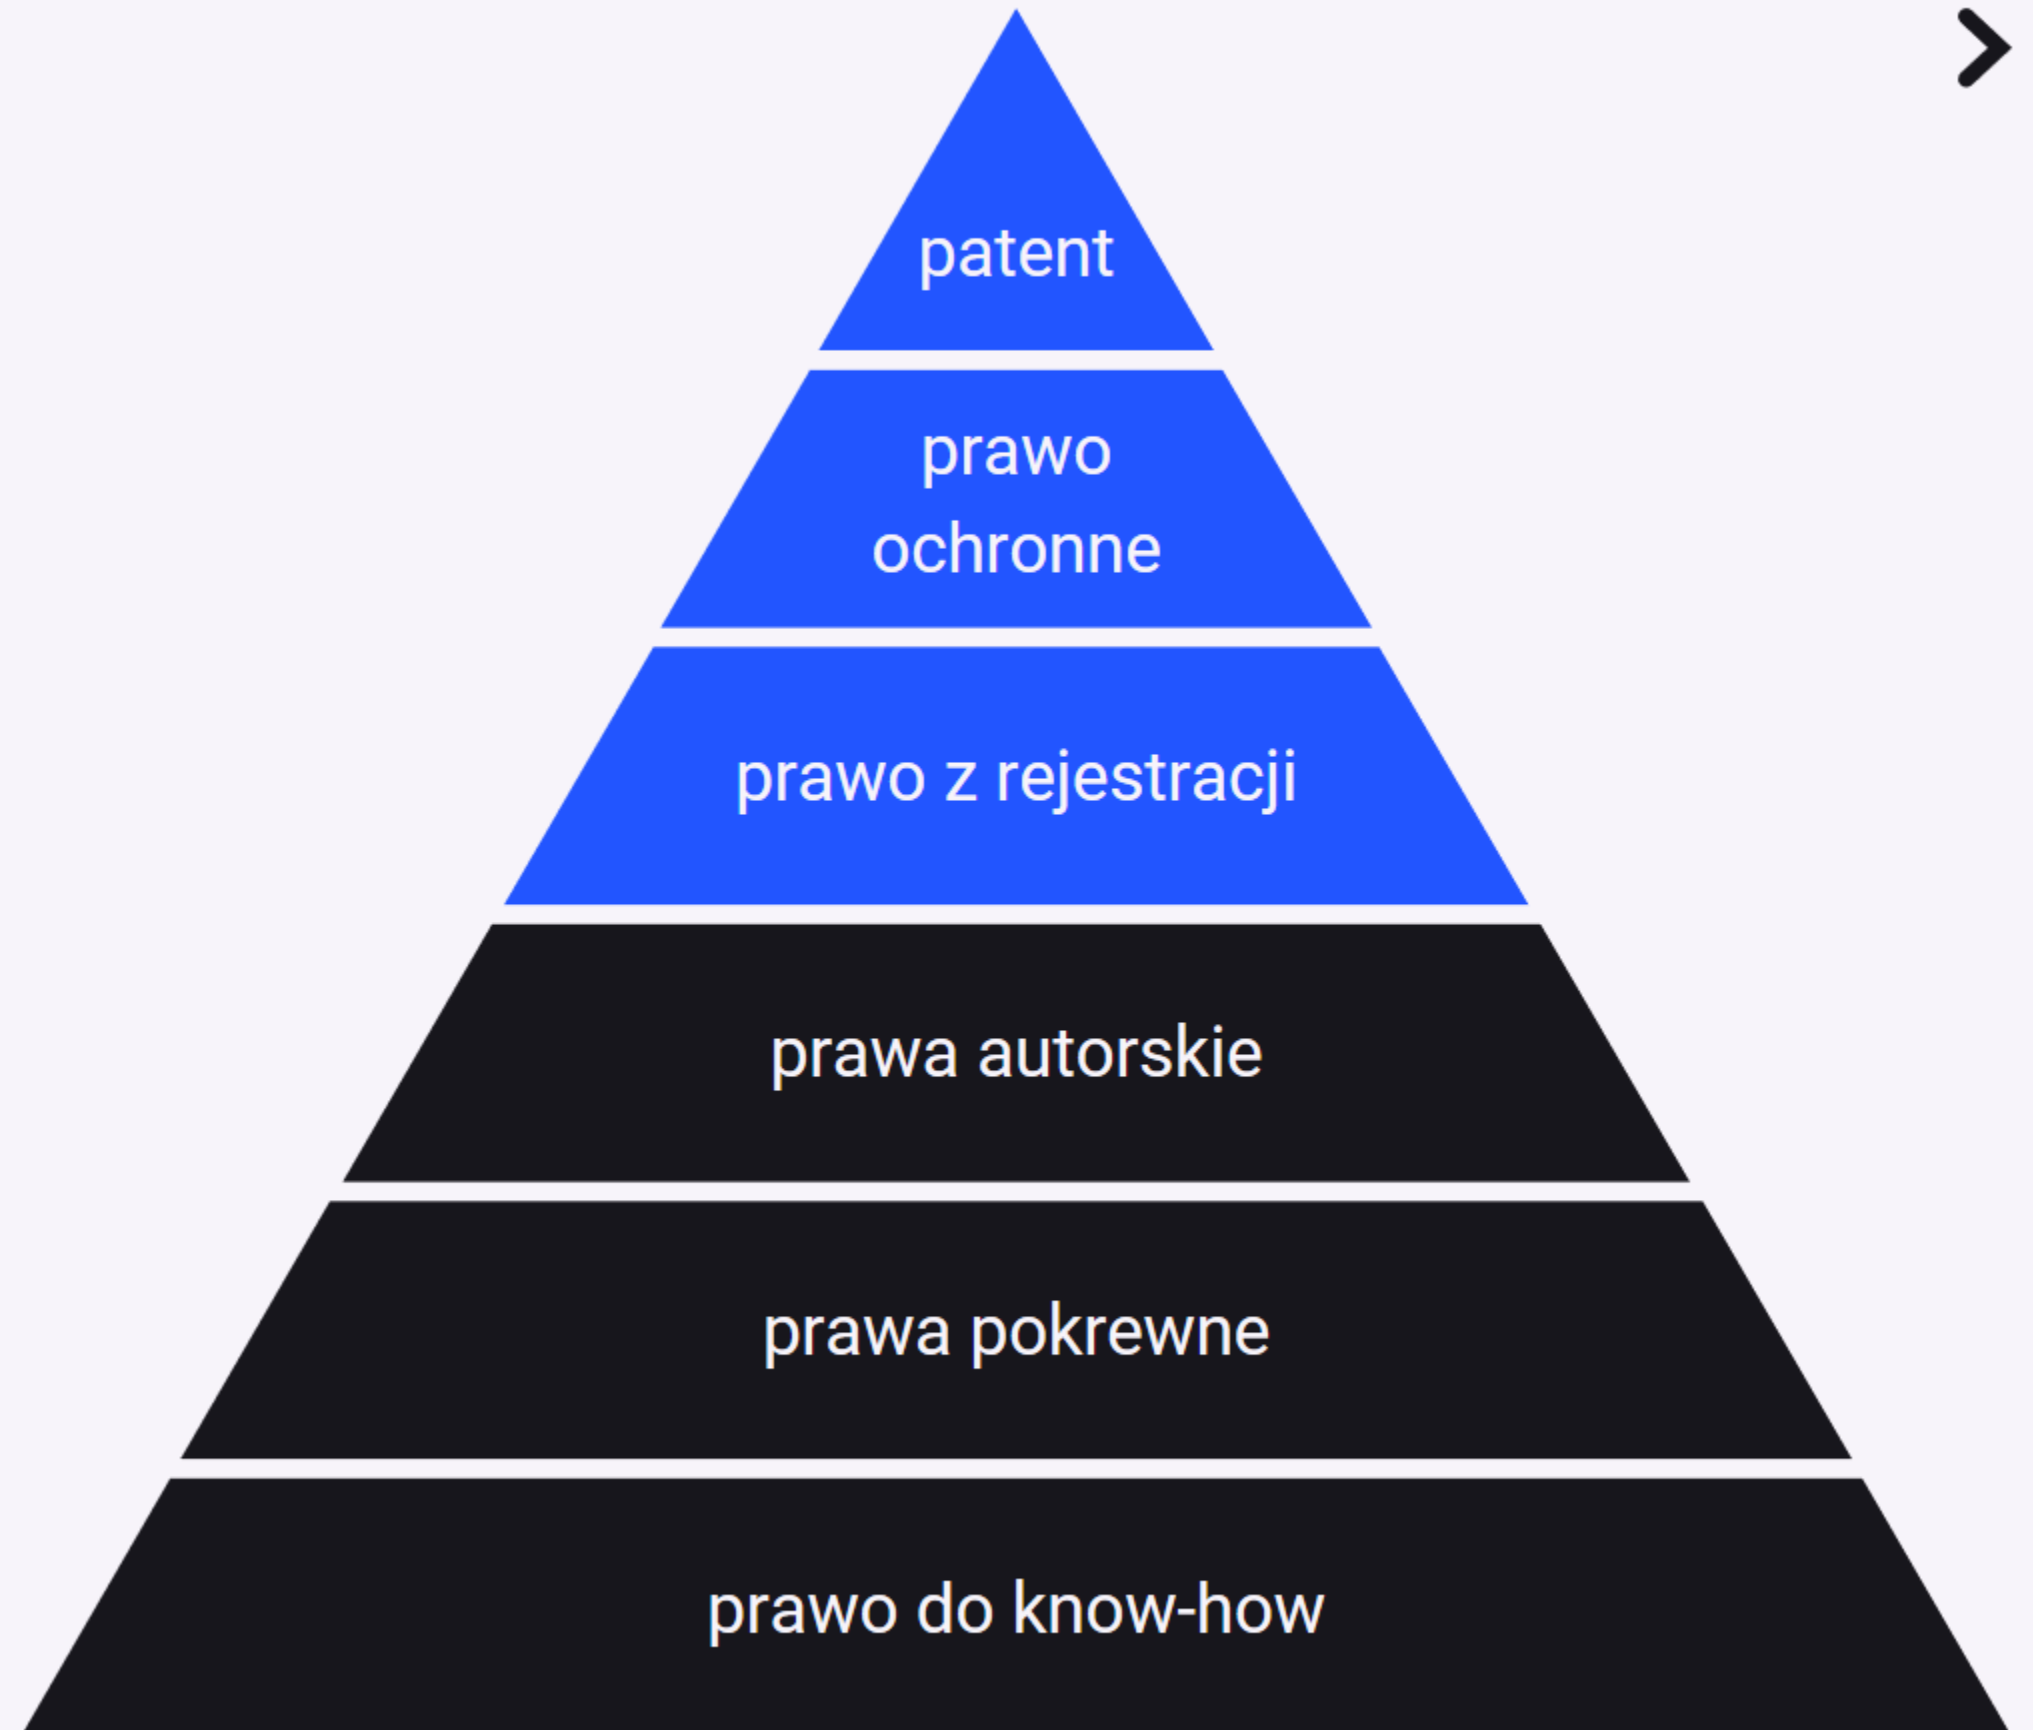 patent
prawo
ochronne
prawo z rejestracji
prawa autorskie
prawa pokrewne
prawo do know-how